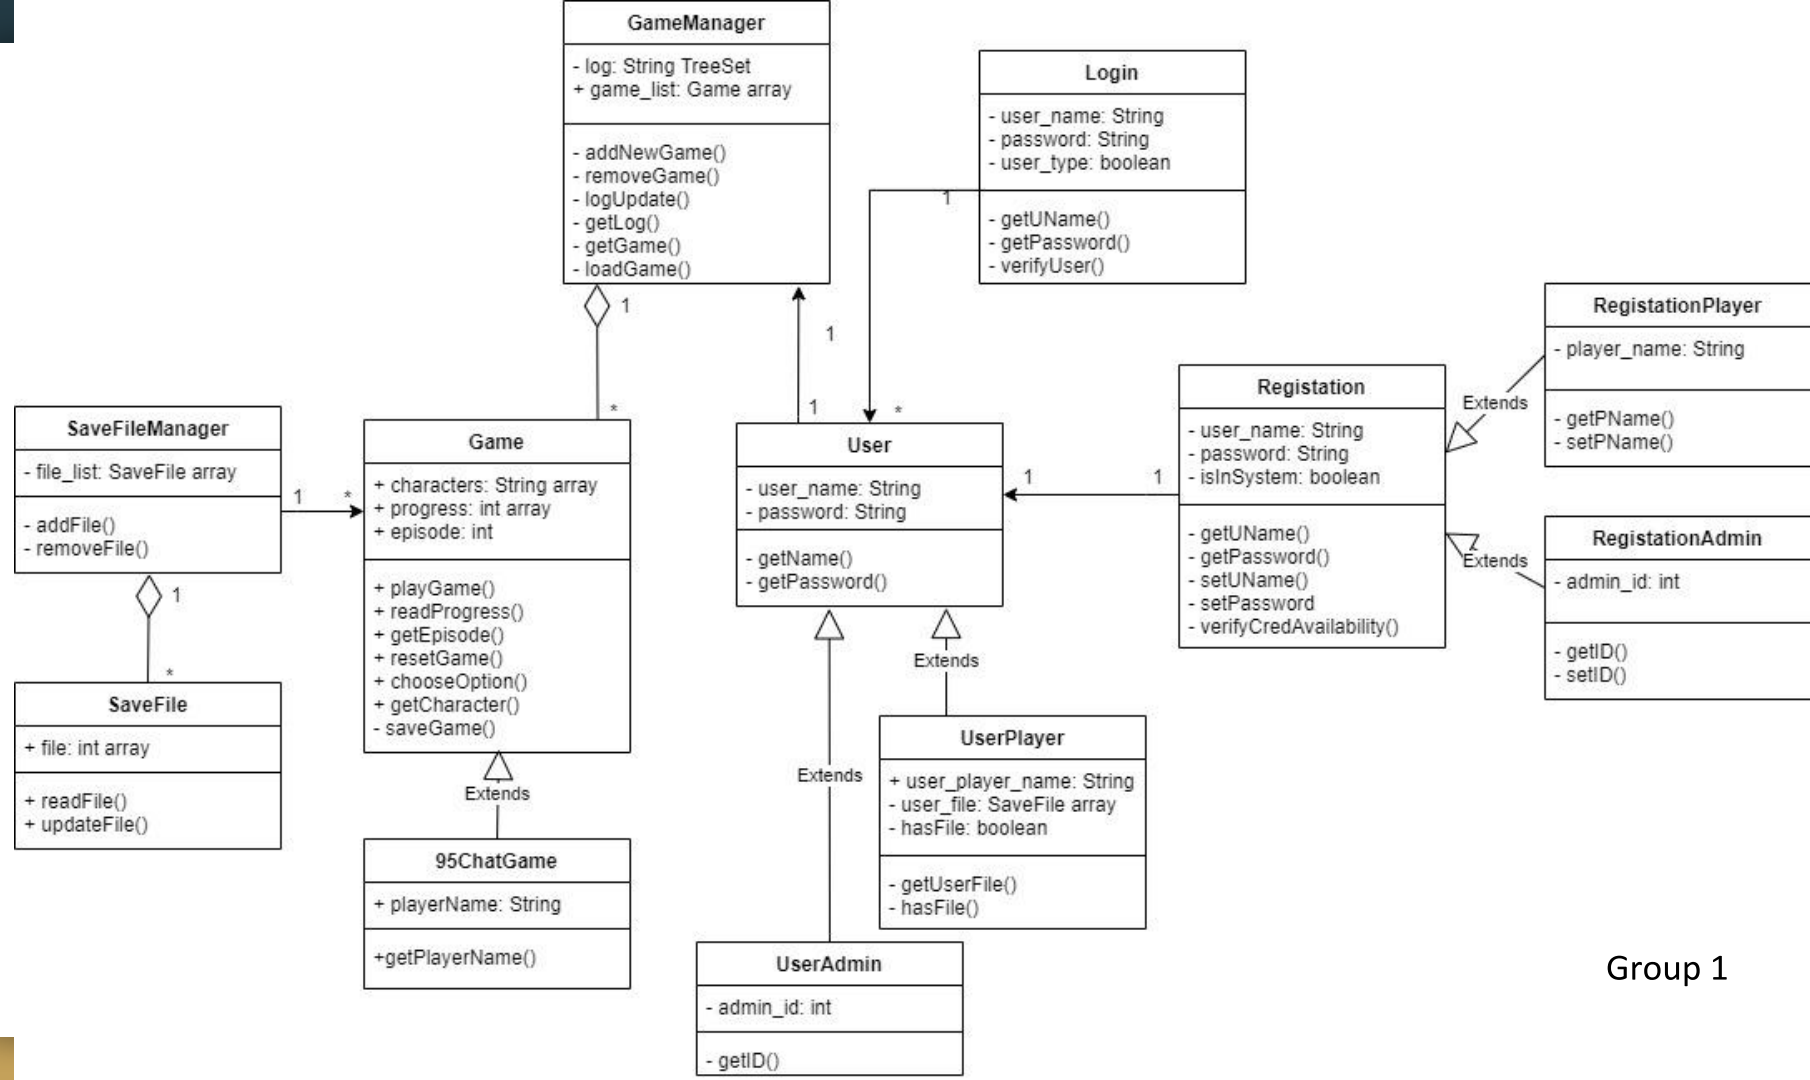 GameManager
- log: String TreeSet
+ game_list: Game array
- addNewGame()
- removeGame()
- logUpdate()
- getLog()
- getGame()
- loadGame()
1
*
Login
- user_name: String
- password: String
- user_type: boolean
- getUName()
- getPassword()
- verifyUser()
1
*
1
1
SaveFileManager
- file_list: SaveFile array
- addFile()
- removeFile()
1
*
1
*
SaveFile
+ file: int array
+ readFile()
+ updateFile()
Game
+ characters: String array
+ progress: int array
+ episode: int
+ playGame()
+ readProgress()
+ getEpisode()
+ resetGame()
+ chooseOption()
+ getCharacter()
- saveGame()
Extends
95ChatGame
+ playerName: String
+getPlayerName()
User
- user_name: String
- password: String
- getName()
- getPassword()
1
1
Extends
Extends
UserPlayer
+ user_player_name: String
- user_file: SaveFile array
- hasFile: boolean
- getUserFile()
- hasFile()
UserAdmin
- admin_id: int
- getID()
Registation
- user_name: String
- password: String
- isInSystem: boolean
- getUName()
- getPassword()
- setUName()
- setPassword
- verifyCredAvailability()
Extends
Extends
RegistationPlayer
- player_name: String
- getPName()
- setPName()
RegistationAdmin
- admin_id: int
- getID()
- setID()
Group 1